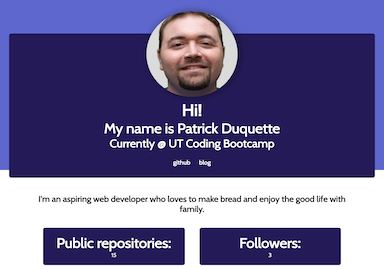 Hi!
My name is Patrick Duquette
Currently @ UT Coding Bootcamp
github blog
I'm an aspiring web developer who loves to make bread and enjoy the good life with
family.
Public repositories:
15
Followers:
3